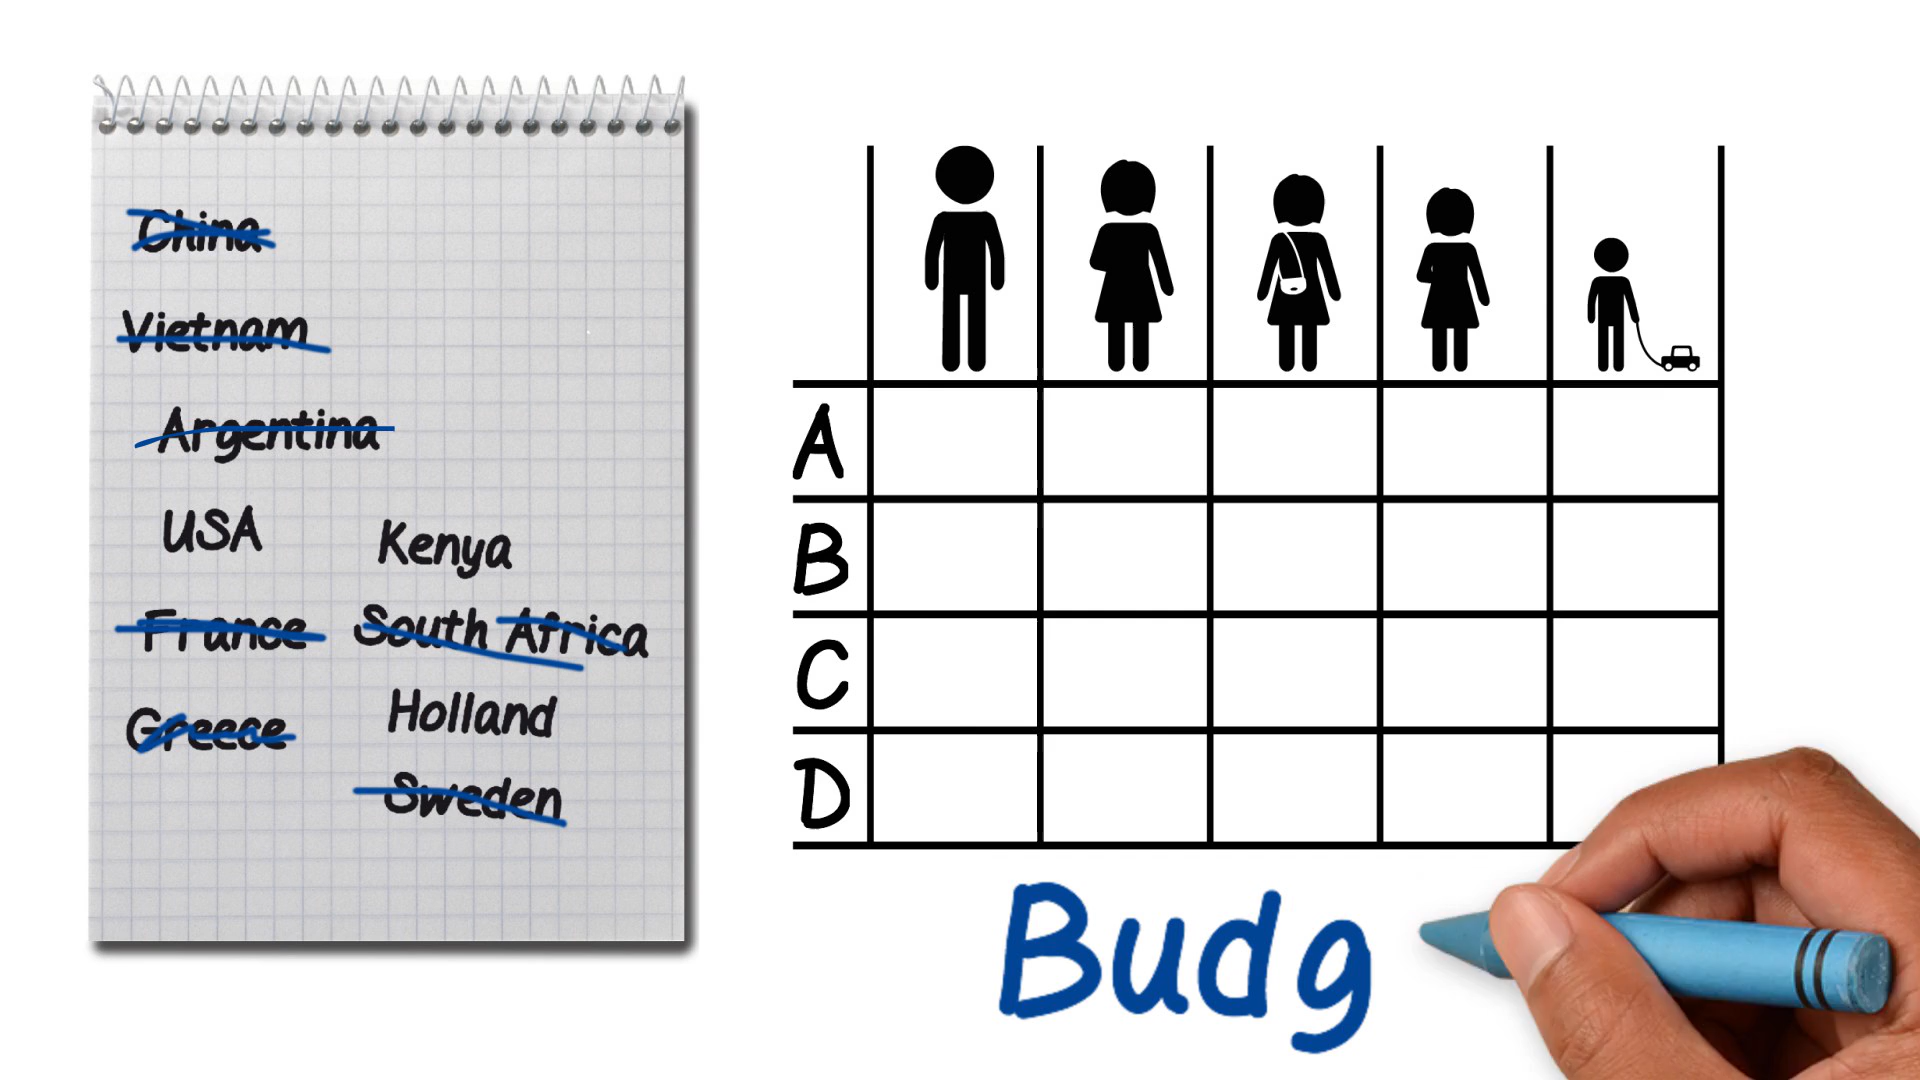 China
Vietnam
Argentina
USA
Kenya
France
South Africa
Greece
Holland
Sweden
A
B
C
D
Budg